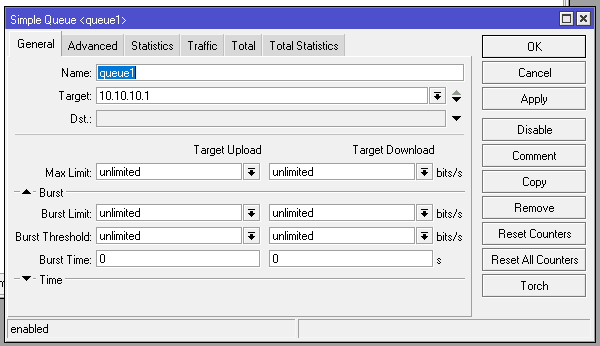 Simple Queue <queue1>
General Advanced Statistics Traffic Total Total Statistics
Name: queue1
Target: 10.10.10.1
Dst.:
Target Upload Target Download
Max Limit: unlimited unlimited bits/s
Burst
Burst Limit: unlimited unlimited bits/s
Burst Threshold: unlimited unlimited bits/s
Burst Time: 0 0 s
Time
enabled
OK
Cancel
Apply
Disable
Comment
Copy
Remove
Reset Counters
Reset All Counters
Torch